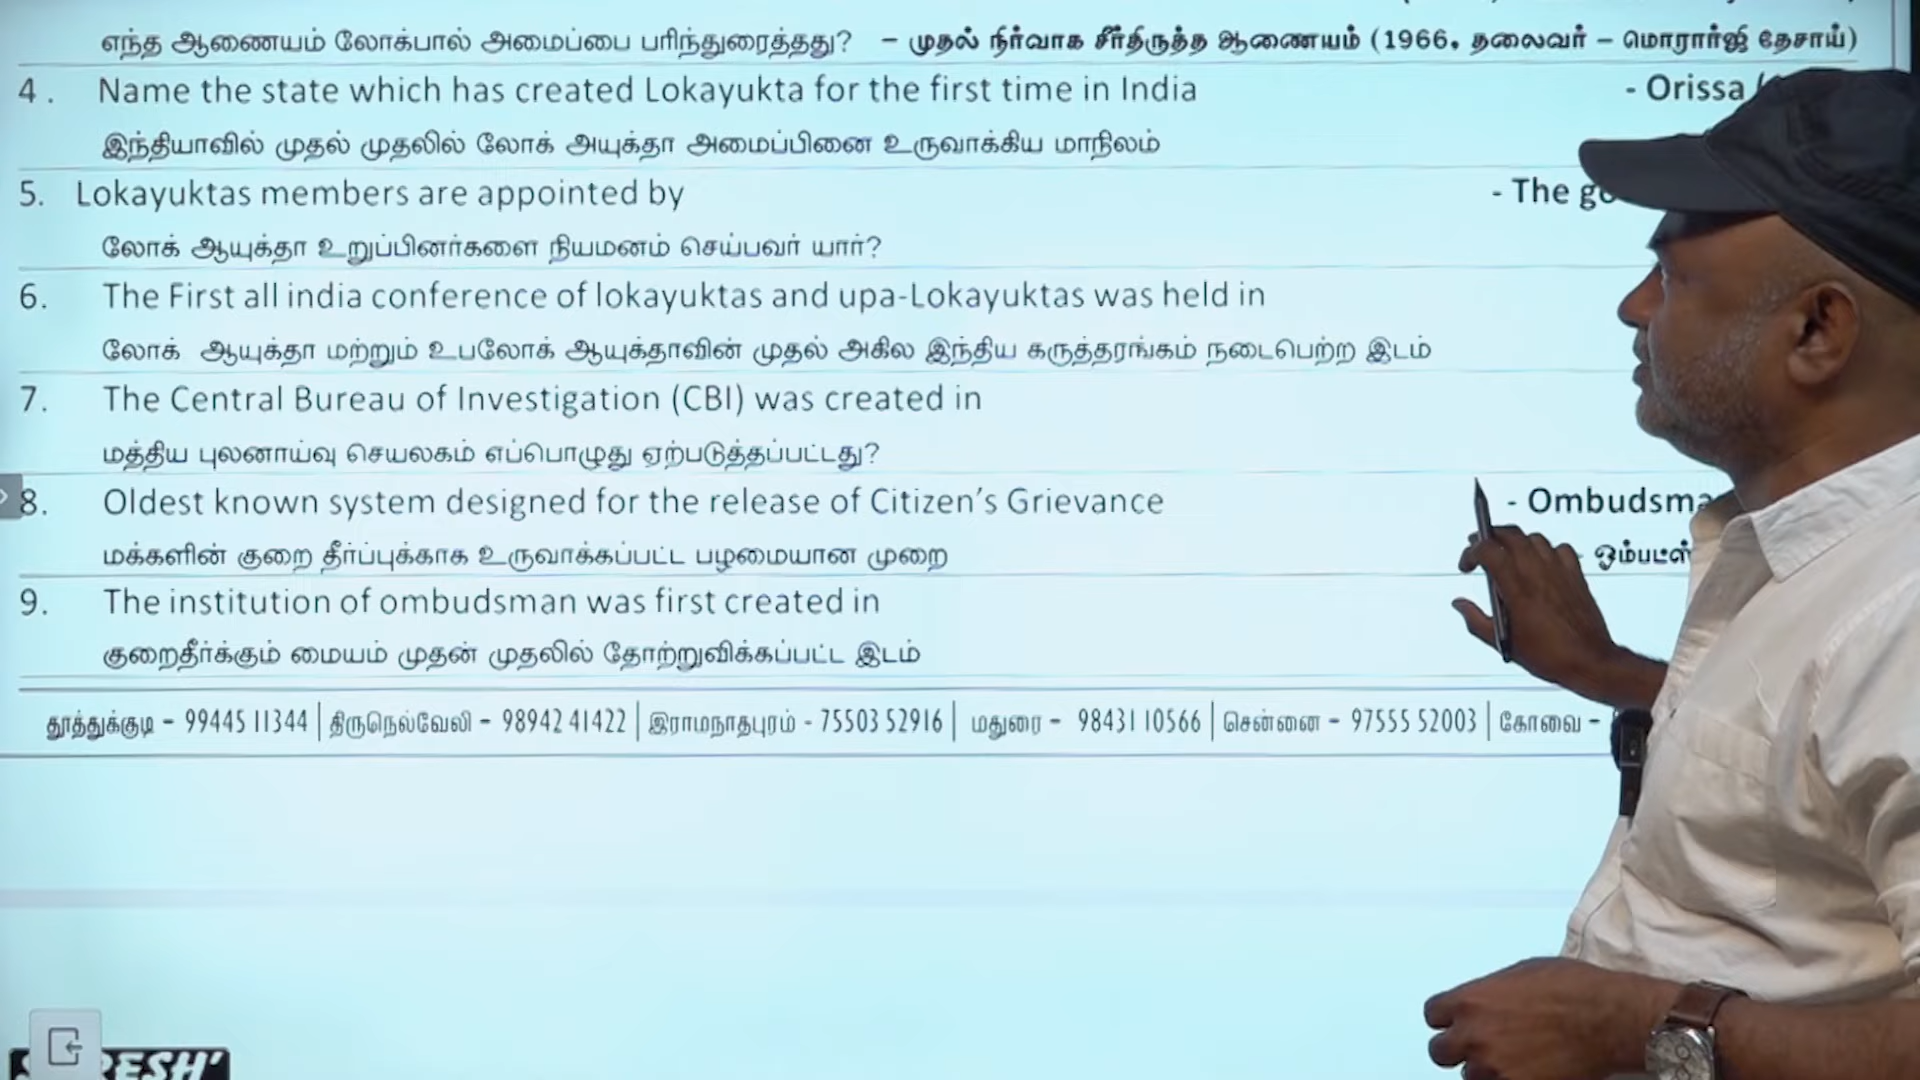 எந்த ஆணையம் லோக்பால் அமைப்பை பரிந்துரைத்தது? – முதல் நிர்வாக சீர்திருத்த ஆணையம் (1966, தலைவர் – மொரார்ஜி தேசாய்)
4. Name the state which has created Lokayukta for the first time in India - Orissa
இந்தியாவில் முதல் முதலில் லோக் அயுக்தா அமைப்பினை உருவாக்கிய மாநிலம்
5. Lokayuktas members are appointed by - The
லோக் ஆயுக்தா உறுப்பினர்களை நியமனம் செய்பவர் யார்?
6. The First all india conference of lokayuktas and upa-Lokayuktas was held in
லோக் ஆயுக்தா மற்றும் உபலோக் ஆயுக்தாவின் முதல் அகில இந்திய கருத்தரங்கம் நடைபெற்ற இடம்
7. The Central Bureau of Investigation (CBI) was created in
மத்திய புலனாய்வு செயலகம் எப்பொழுது ஏற்படுத்தப்பட்டது?
8. Oldest known system designed for the release of Citizen's Grievance - Ombudsma
மக்களின் குறை தீர்ப்புக்காக உருவாக்கப்பட்ட பழமையான முறை - ஓம்பட்ஸ்
9. The institution of ombudsman was first created in
குறைதீர்க்கும் மையம் முதன் முதலில் தோற்றுவிக்கப்பட்ட இடம்
தூத்துக்குடி – 99445 11344 | திருநெல்வேலி – 98942 41422 | இராமநாதபுரம் - 75503 52916 | மதுரை – 98431 10566 | சென்னை – 97555 52003 | கோவை –